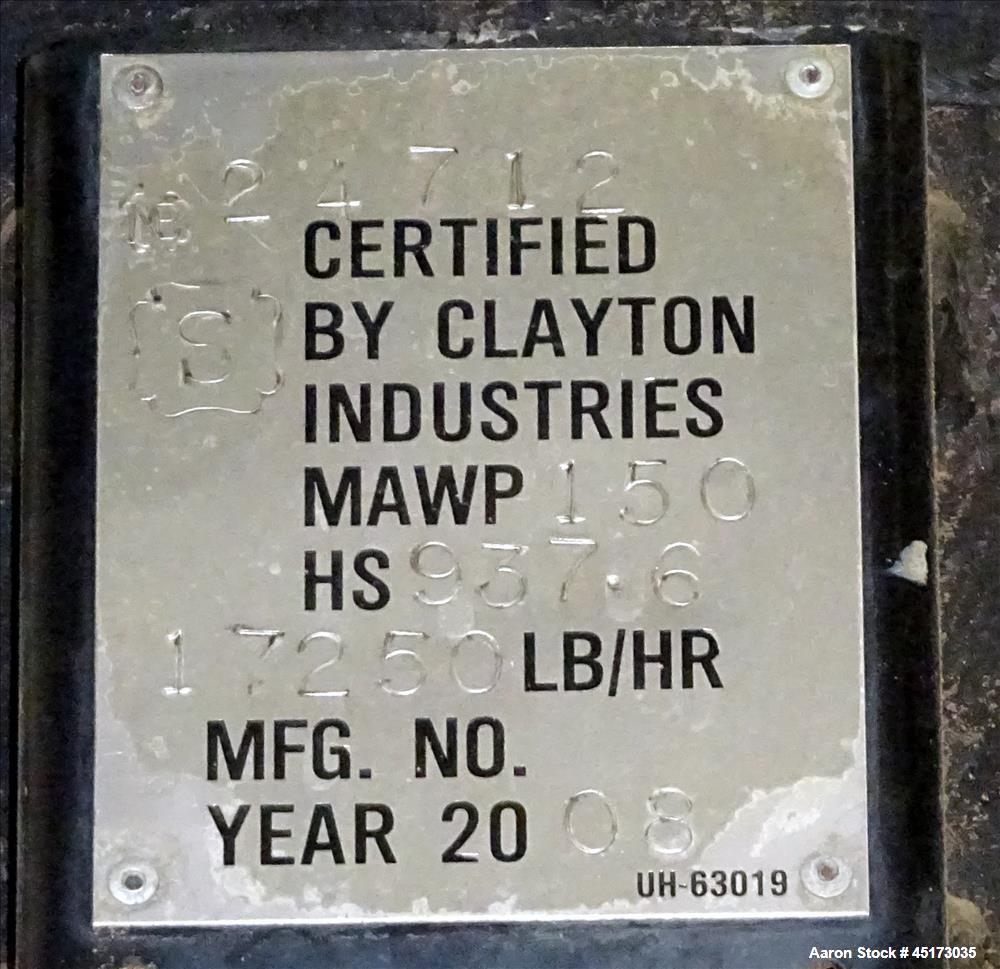 NB 24712
CERTIFIED
S
BY CLAYTON
INDUSTRIES
MAWP 150
HS 937.6
17250 LB/HR
MFG. NO.
YEAR 2008
UH-63019
Aaron Stock # 45173035